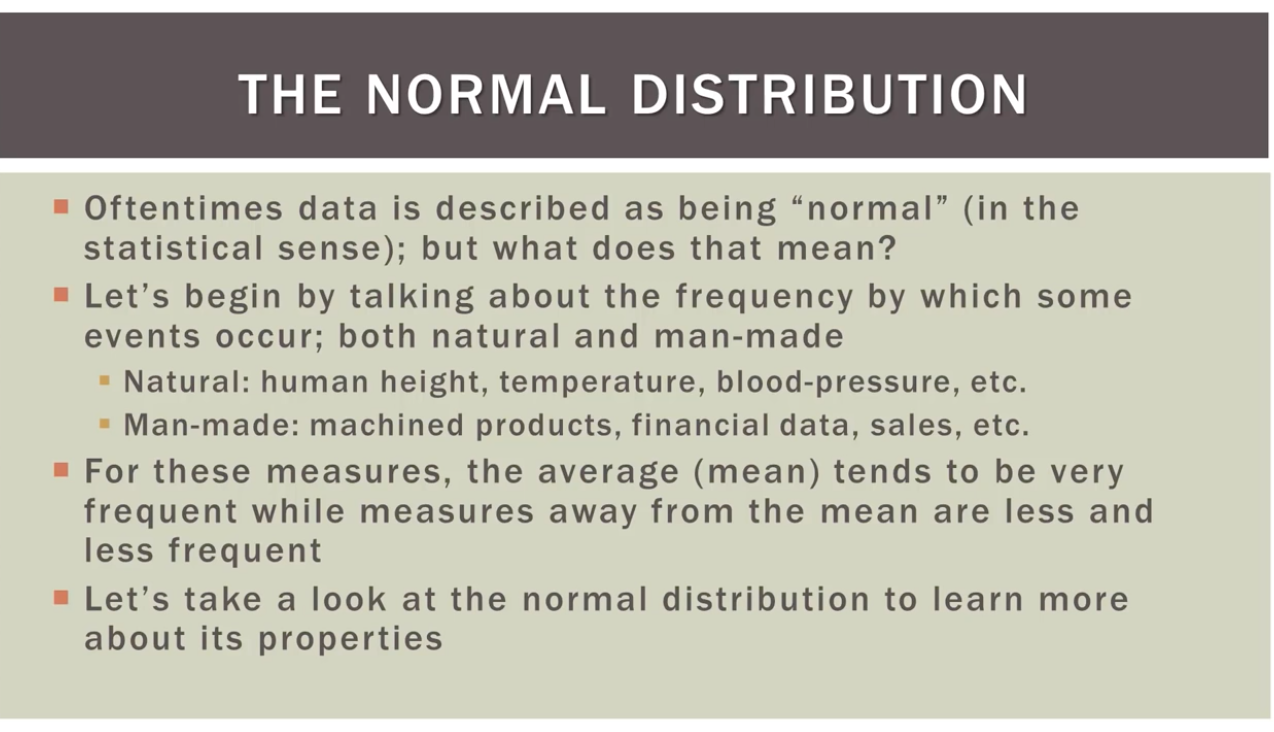 THE NORMAL DISTRIBUTION
Oftentimes data is described as being “normal” (in the
statistical sense); but what does that mean?
Let’s begin by talking about the frequency by which some
events occur; both natural and man-made
Natural: human height, temperature, blood-pressure, etc.
Man-made: machined products, financial data, sales, etc.
For these measures, the average (mean) tends to be very
frequent while measures away from the mean are less and
less frequent
Let’s take a look at the normal distribution to learn more
about its properties